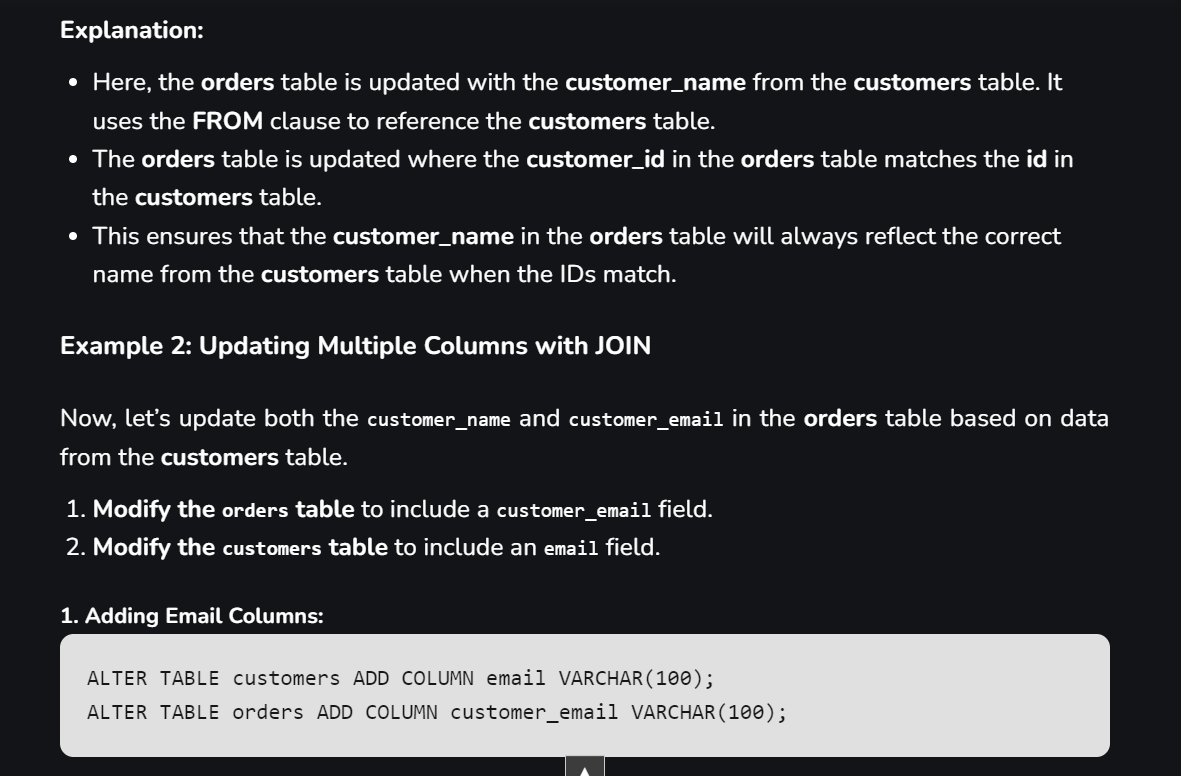 Explanation:
• Here, the orders table is updated with the customer_name from the customers table. It
uses the FROM clause to reference the customers table.
• The orders table is updated where the customer_id in the orders table matches the id in
the customers table.
• This ensures that the customer_name in the orders table will always reflect the correct
name from the customers table when the IDs match.
Example 2: Updating Multiple Columns with JOIN
Now, let’s update both the customer_name and customer_email in the orders table based on data
from the customers table.
1. Modify the orders table to include a customer_email field.
2. Modify the customers table to include an email field.
1. Adding Email Columns:
ALTER TABLE customers ADD COLUMN email VARCHAR(100);
ALTER TABLE orders ADD COLUMN customer_email VARCHAR(100);